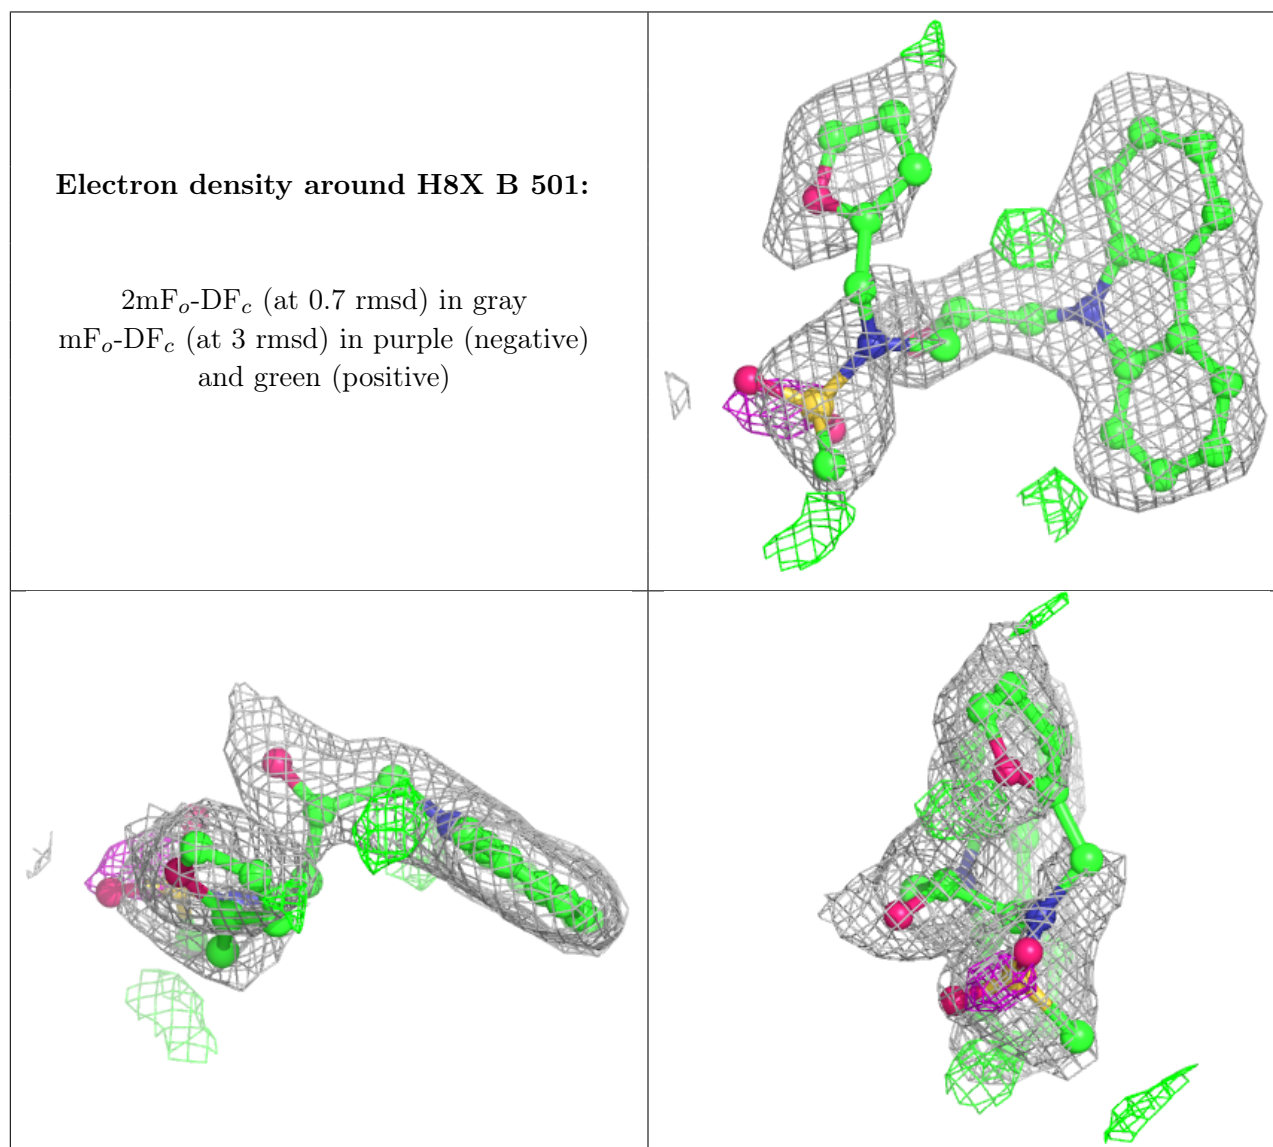 Electron density around H8X B 501:
2mFₒ-DF𝒸 (at 0.7 rmsd) in gray
mFₒ-DF𝒸 (at 3 rmsd) in purple (negative)
and green (positive)